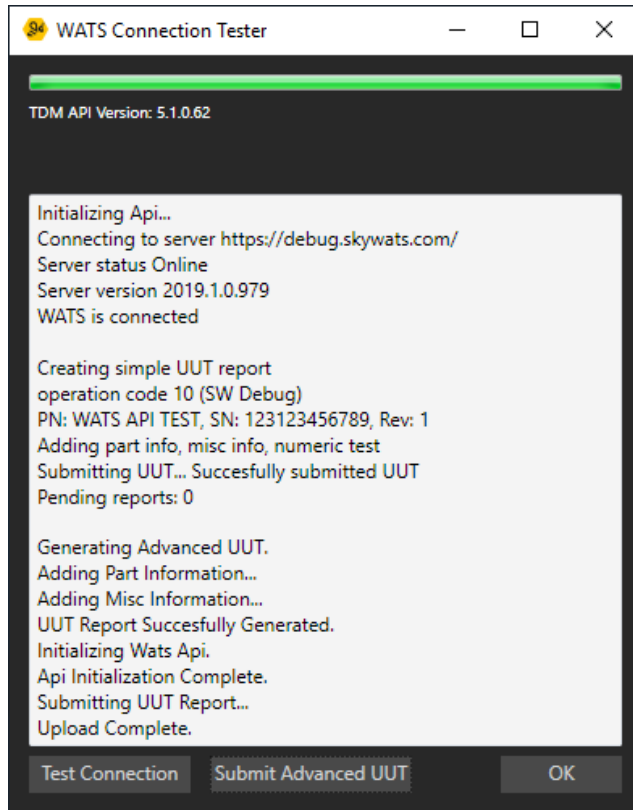 WATS Connection Tester
TDM API Version: 5.1.0.62
Initializing Api...
Connecting to server https://debug.skywats.com/
Server status Online
Server version 2019.1.0.979
WATS is connected
Creating simple UUT report
operation code 10 (SW Debug)
PN: WATS API TEST, SN: 123123456789, Rev: 1
Adding part info, misc info, numeric test
Submitting UUT... Succesfully submitted UUT
Pending reports: 0
Generating Advanced UUT.
Adding Part Information...
Adding Misc Information...
UUT Report Succesfully Generated.
Initializing Wats Api.
Api Initialization Complete.
Submitting UUT Report...
Upload Complete.
Test Connection Submit Advanced UUT OK